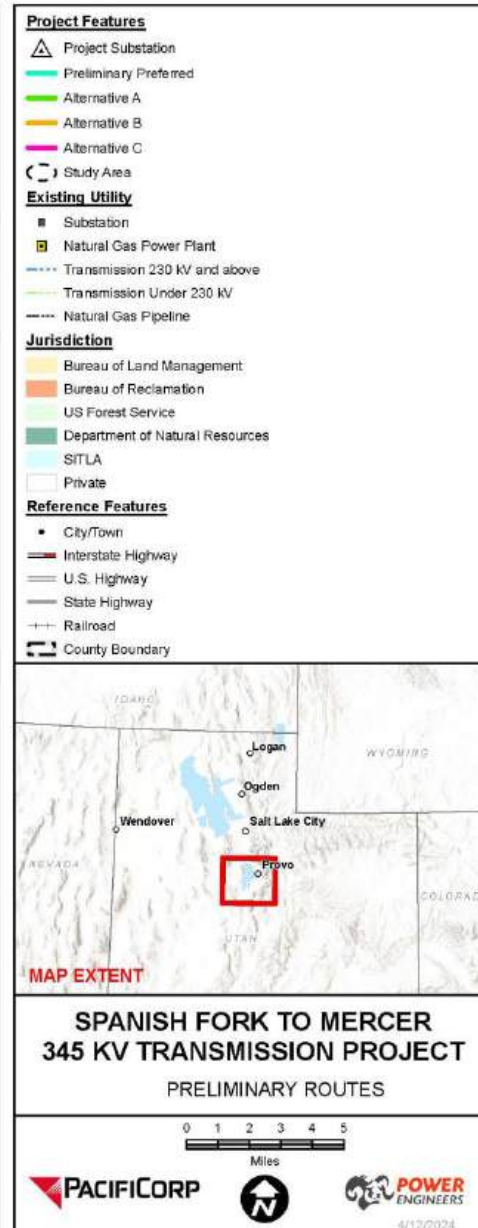 Project Features
Project Substation
Preliminary Preferred
Alternative A
Alternative B
Alternative C
Study Area
Existing Utility
Substation
Natural Gas Power Plant
Transmission 230 kV and above
Transmission Under 230 kV
Natural Gas Pipeline
Jurisdiction
Bureau of Land Management
Bureau of Reclamation
US Forest Service
Department of Natural Resources
SITLA
Private
Reference Features
City/Town
Interstate Highway
U.S. Highway
State Highway
Railroad
County Boundary
IDAHO
Logan
WYOMING
Ogden
Wendover
Salt Lake City
Provo
NEVADA
COLORAD
UTAH
MAP EXTENT
SPANISH FORK TO MERCER
345 KV TRANSMISSION PROJECT
PRELIMINARY ROUTES
0 1 2 3 4 5
Miles
PACIFICORP
N
POWER
ENGINEERS
4/12/2024